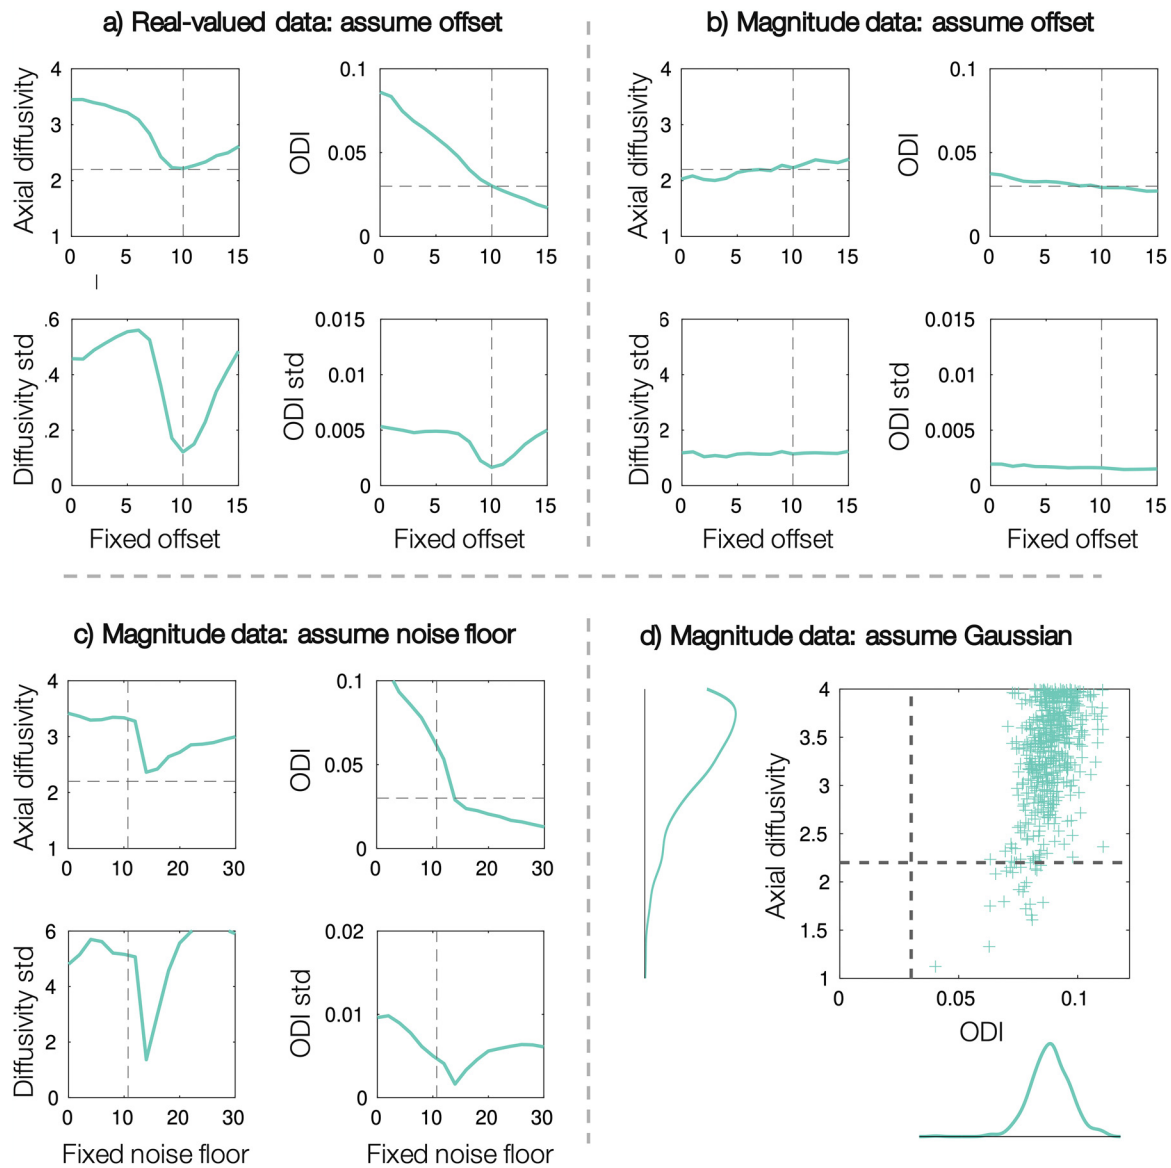 a) Real-valued data: assume offset
b) Magnitude data: assume offset
Axial diffusivity
4
3
2
1
0 5 10 15
ODI
0.1
0.05
0
0 5 10 15
Axial diffusivity
4
3
2
1
0 5 10 15
ODI
0.1
0.05
0
0 5 10 15
Diffusivity std
.6
.4
.2
0
0 5 10 15
Fixed offset
ODI std
0.015
0.01
0.005
0
0 5 10 15
Fixed offset
Diffusivity std
6
4
2
0
0 5 10 15
Fixed offset
ODI std
0.015
0.01
0.005
0
0 5 10 15
Fixed offset
c) Magnitude data: assume noise floor
d) Magnitude data: assume Gaussian
Axial diffusivity
4
3
2
1
0 10 20 30
ODI
0.1
0.05
0
0 10 20 30
Diffusivity std
6
4
2
0
0 10 20 30
Fixed noise floor
ODI std
0.02
0.01
0
0 10 20 30
Fixed noise floor
Axial diffusivity
4
3.5
3
2.5
2
1.5
1
0 0.05 0.1
ODI